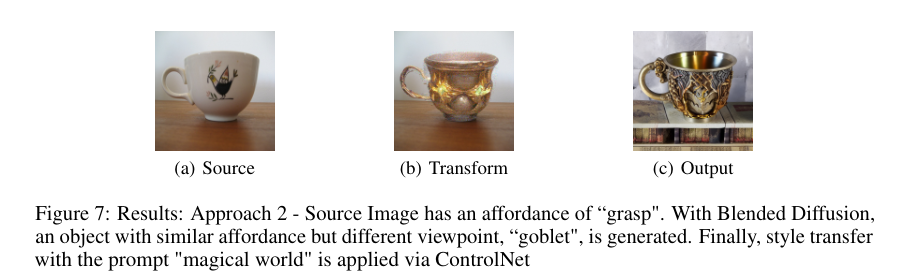 (a) Source
(b) Transform
(c) Output
Figure 7: Results: Approach 2 - Source Image has an affordance of “grasp". With Blended Diffusion,
an object with similar affordance but different viewpoint, “goblet", is generated. Finally, style transfer
with the prompt "magical world" is applied via ControlNet